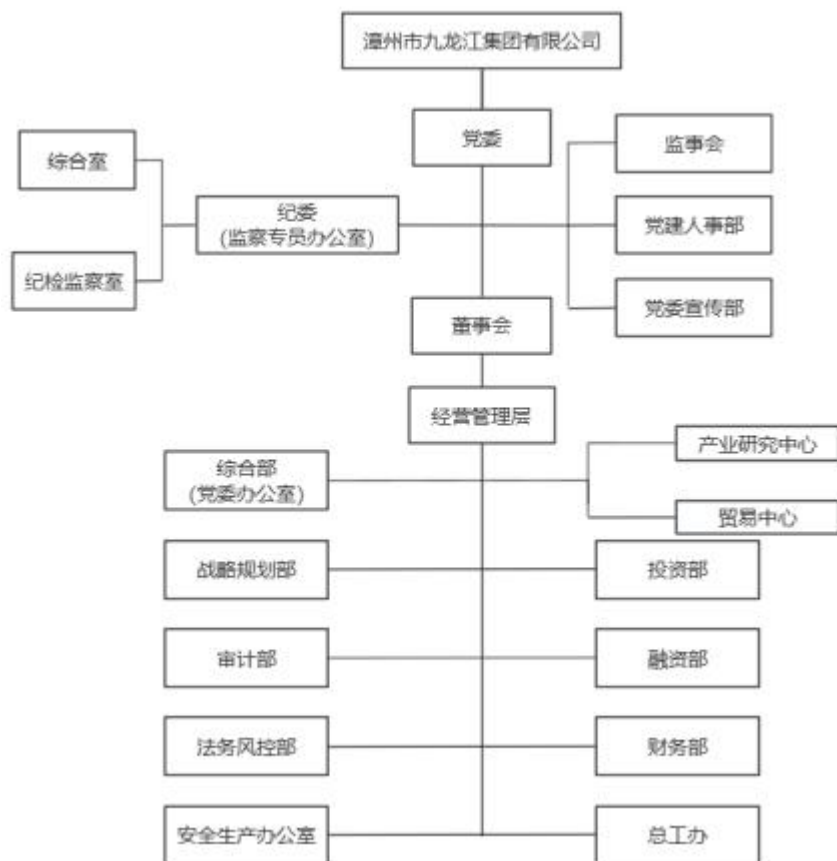 漳州市九龙江集团有限公司
党委
综合室
监事会
纪委
(监察专员办公室)
党建人事部
纪检监察室
党委宣传部
董事会
经营管理层
产业研究中心
综合部
(党委办公室)
贸易中心
战略规划部
投资部
审计部
融资部
法务风控部
财务部
安全生产办公室
总工办